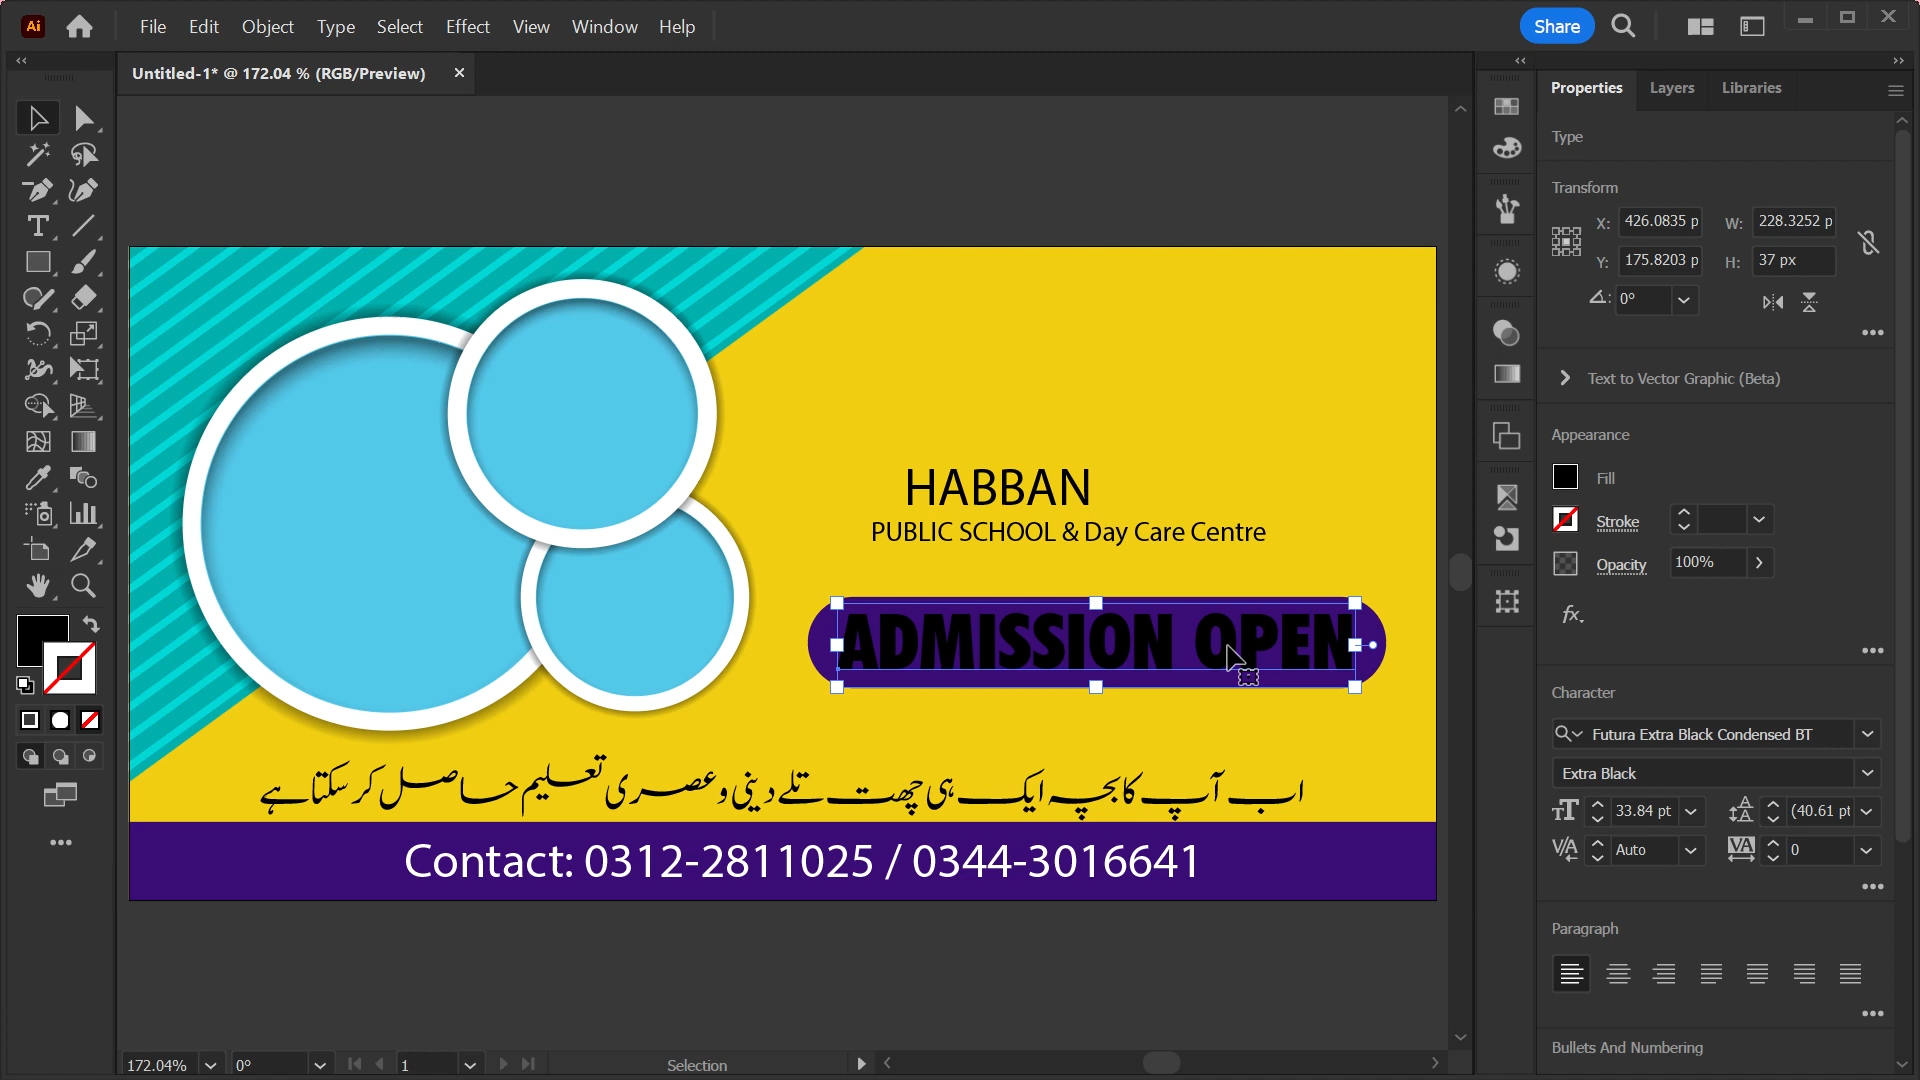 Ai
File Edit Object Type Select Effect View Window Help
Share
Untitled-1* @ 172.04 % (RGB/Preview)
Properties Layers Libraries
Type
Transform
X: 426.0835 p W: 228.3252 p
Y: 175.8203 p H: 37 px
0°
Text to Vector Graphic (Beta)
Appearance
Fill
Stroke
Opacity 100%
fx
Character
Futura Extra Black Condensed BT
Extra Black
33.84 pt (40.61 pt
Auto 0
Paragraph
Bullets And Numbering
HABBAN
PUBLIC SCHOOL & Day Care Centre
ADMISSION OPEN
اب آپ کا بچہ ایک ہی چھت تلے دینی و عصری تعلیم حاصل کر سکتا ہے
Contact: 0312-2811025 / 0344-3016641
172.04% 0° 1 Selection